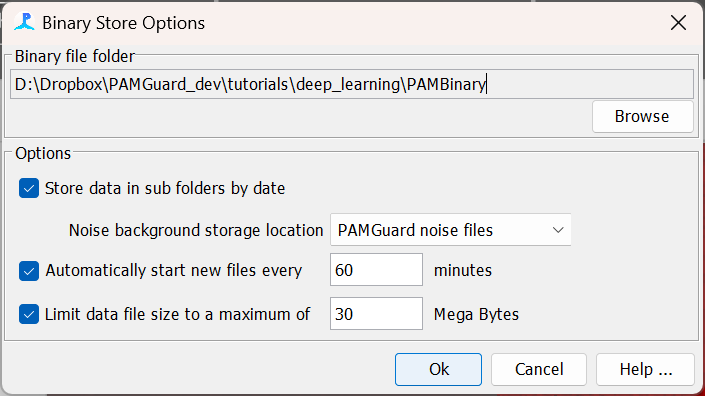 Binary Store Options
Binary file folder
D:\Dropbox\PAMGuard_dev\tutorials\deep_learning\PAMBinary
Browse
Options
Store data in sub folders by date
Noise background storage location PAMGuard noise files
Automatically start new files every 60 minutes
Limit data file size to a maximum of 30 Mega Bytes
Ok Cancel Help ...